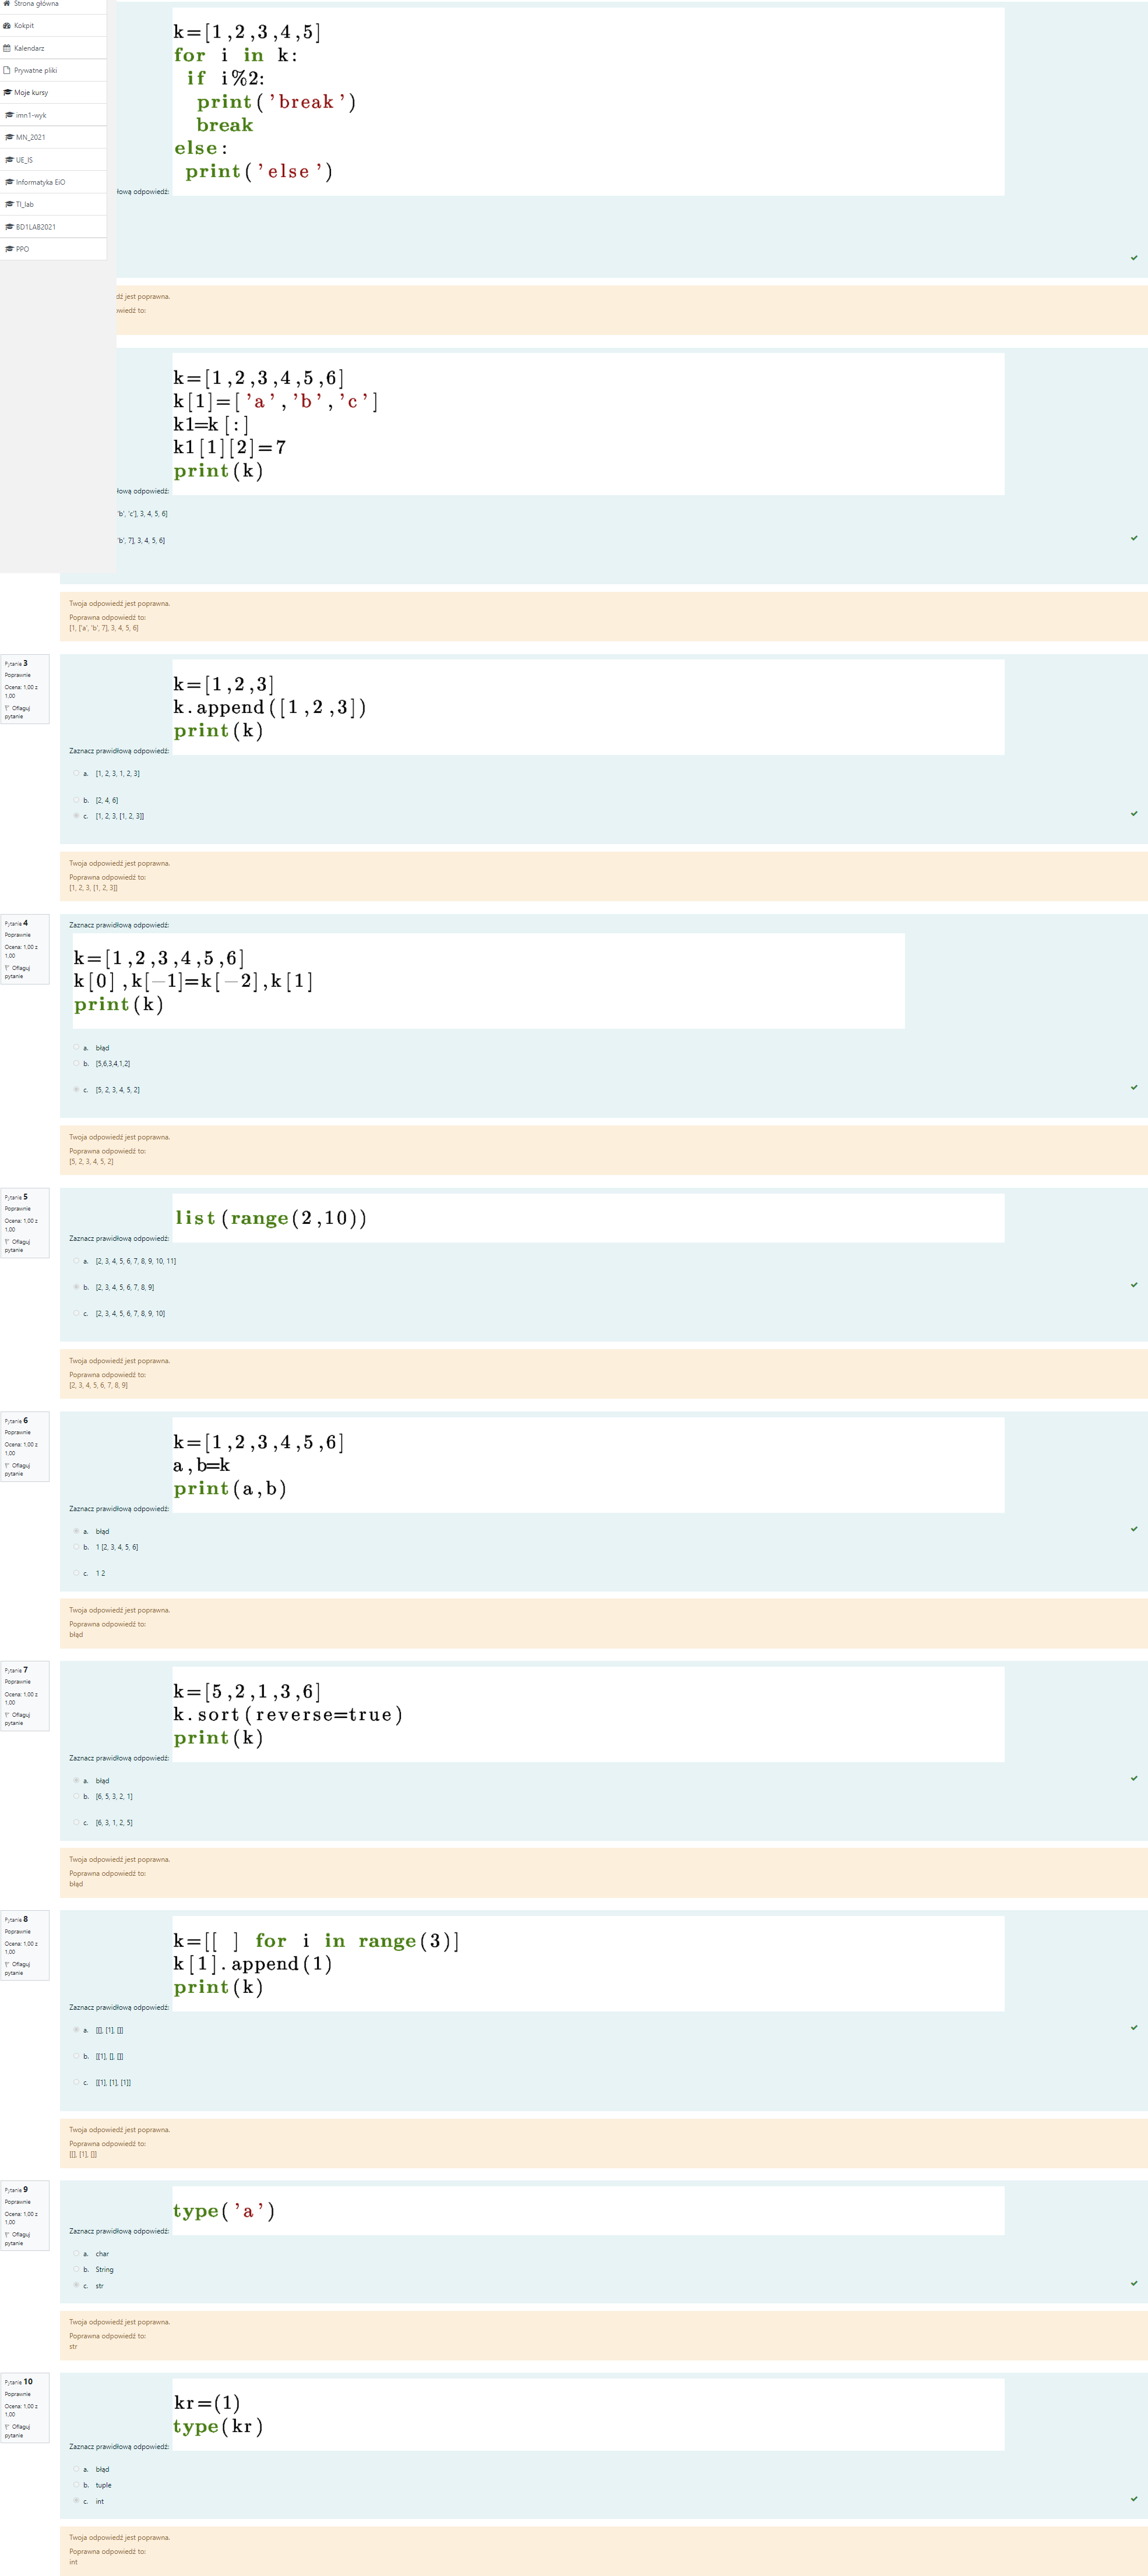 Strona główna
Kokpit
Kalendarz
Prywatne pliki
Moje kursy
imn1-wyk
MN_2021
UE_IS
Informatyka EiO
TI_lab
BD1LAB2021
PPO
k=[1,2,3,4,5]
for i in k:
if i%2:
print('break')
break
else:
print('else')
łową odpowiedź:
dź jest poprawna.
owiedź to:
k=[1,2,3,4,5,6]
k[1]=['a','b','c']
k1=k[:]
k1[1][2]=7
print(k)
łową odpowiedź:
'b', 'c'], 3, 4, 5, 6]
'b', 7], 3, 4, 5, 6]
Twoja odpowiedź jest poprawna.
Poprawna odpowiedź to:
[1, ['a', 'b', 7], 3, 4, 5, 6]
Pytanie 3
Poprawnie
Ocena: 1,00 z
1,00
Oflaguj
pytanie
k=[1,2,3]
k.append([1,2,3])
print(k)
Zaznacz prawidłową odpowiedź:
a. [1, 2, 3, 1, 2, 3]
b. [2, 4, 6]
c. [1, 2, 3, [1, 2, 3]]
Twoja odpowiedź jest poprawna.
Poprawna odpowiedź to:
[1, 2, 3, [1, 2, 3]]
Pytanie 4
Poprawnie
Ocena: 1,00 z
1,00
Oflaguj
pytanie
Zaznacz prawidłową odpowiedź:
k=[1,2,3,4,5,6]
k[0],k[-1]=k[-2],k[1]
print(k)
a. błąd
b. [5,6,3,4,1,2]
c. [5, 2, 3, 4, 5, 2]
Twoja odpowiedź jest poprawna.
Poprawna odpowiedź to:
[5, 2, 3, 4, 5, 2]
Pytanie 5
Poprawnie
Ocena: 1,00 z
1,00
Oflaguj
pytanie
list(range(2,10))
Zaznacz prawidłową odpowiedź:
a. [2, 3, 4, 5, 6, 7, 8, 9, 10, 11]
b. [2, 3, 4, 5, 6, 7, 8, 9]
c. [2, 3, 4, 5, 6, 7, 8, 9, 10]
Twoja odpowiedź jest poprawna.
Poprawna odpowiedź to:
[2, 3, 4, 5, 6, 7, 8, 9]
Pytanie 6
Poprawnie
Ocena: 1,00 z
1,00
Oflaguj
pytanie
k=[1,2,3,4,5,6]
a,b=k
print(a,b)
Zaznacz prawidłową odpowiedź:
a. błąd
b. 1 [2, 3, 4, 5, 6]
c. 1 2
Twoja odpowiedź jest poprawna.
Poprawna odpowiedź to:
błąd
Pytanie 7
Poprawnie
Ocena: 1,00 z
1,00
Oflaguj
pytanie
k=[5,2,1,3,6]
k.sort(reverse=true)
print(k)
Zaznacz prawidłową odpowiedź:
a. błąd
b. [6, 5, 3, 2, 1]
c. [6, 3, 1, 2, 5]
Twoja odpowiedź jest poprawna.
Poprawna odpowiedź to:
błąd
Pytanie 8
Poprawnie
Ocena: 1,00 z
1,00
Oflaguj
pytanie
k=[[ ] for i in range(3)]
k[1].append(1)
print(k)
Zaznacz prawidłową odpowiedź:
a. [[], [1], []]
b. [[1], [], []]
c. [[1], [1], [1]]
Twoja odpowiedź jest poprawna.
Poprawna odpowiedź to:
[[], [1], []]
Pytanie 9
Poprawnie
Ocena: 1,00 z
1,00
Oflaguj
pytanie
type('a')
Zaznacz prawidłową odpowiedź:
a. char
b. String
c. str
Twoja odpowiedź jest poprawna.
Poprawna odpowiedź to:
str
Pytanie 10
Poprawnie
Ocena: 1,00 z
1,00
Oflaguj
pytanie
kr=(1)
type(kr)
Zaznacz prawidłową odpowiedź:
a. błąd
b. tuple
c. int
Twoja odpowiedź jest poprawna.
Poprawna odpowiedź to:
int